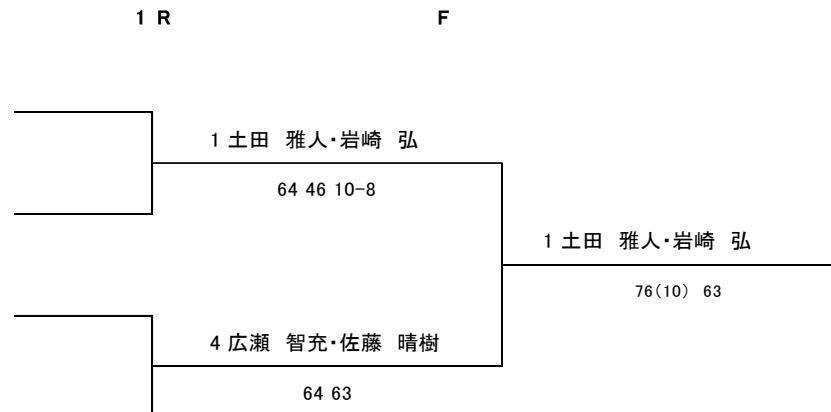 1 R F
1 土田 雅人・岩崎 弘
64 46 10-8
1 土田 雅人・岩崎 弘
76(10) 63
4 広瀬 智充・佐藤 晴樹
64 63